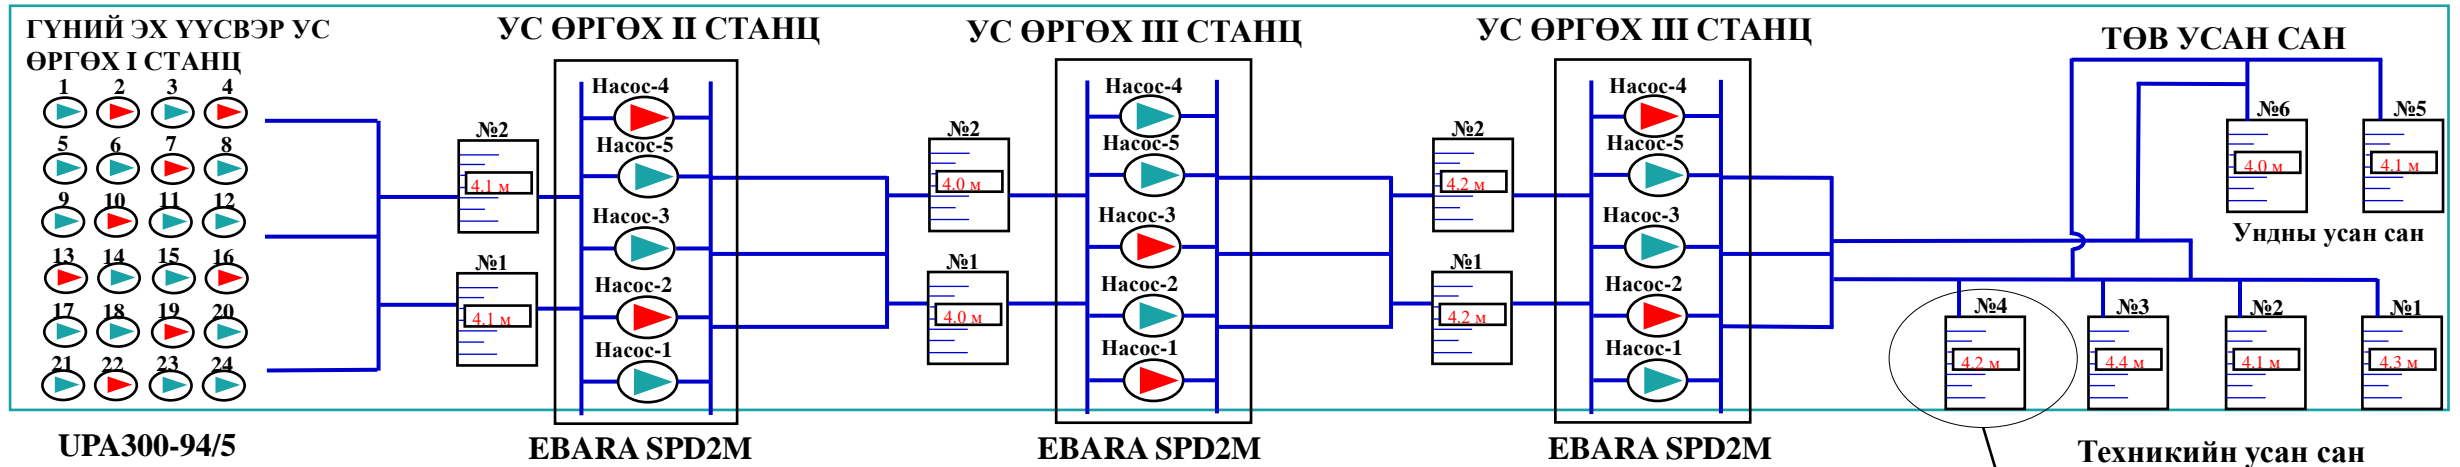 ГҮНИЙ ЭХ ҮҮСВЭР УС
ӨРГӨХ I СТАНЦ
1 2 3 4
5 6 7 8
9 10 11 12
13 14 15 16
17 18 19 20
21 22 23 24
UPA300-94/5
№2
4.1 м
№1
4.1 м
УС ӨРГӨХ II СТАНЦ
Насос-4
Насос-5
Насос-3
Насос-2
Насос-1
EBARA SPD2M
№2
4.0 м
№1
4.0 м
УС ӨРГӨХ III СТАНЦ
Насос-4
Насос-5
Насос-3
Насос-2
Насос-1
EBARA SPD2M
№2
4.2 м
№1
4.2 м
УС ӨРГӨХ III СТАНЦ
Насос-4
Насос-5
Насос-3
Насос-2
Насос-1
EBARA SPD2M
ТӨВ УСАН САН
№6 №5
4.0 м 4.1 м
Ундны усан сан
№4 №3 №2 №1
4.2 м 4.4 м 4.1 м 4.3 м
Техникийн усан сан